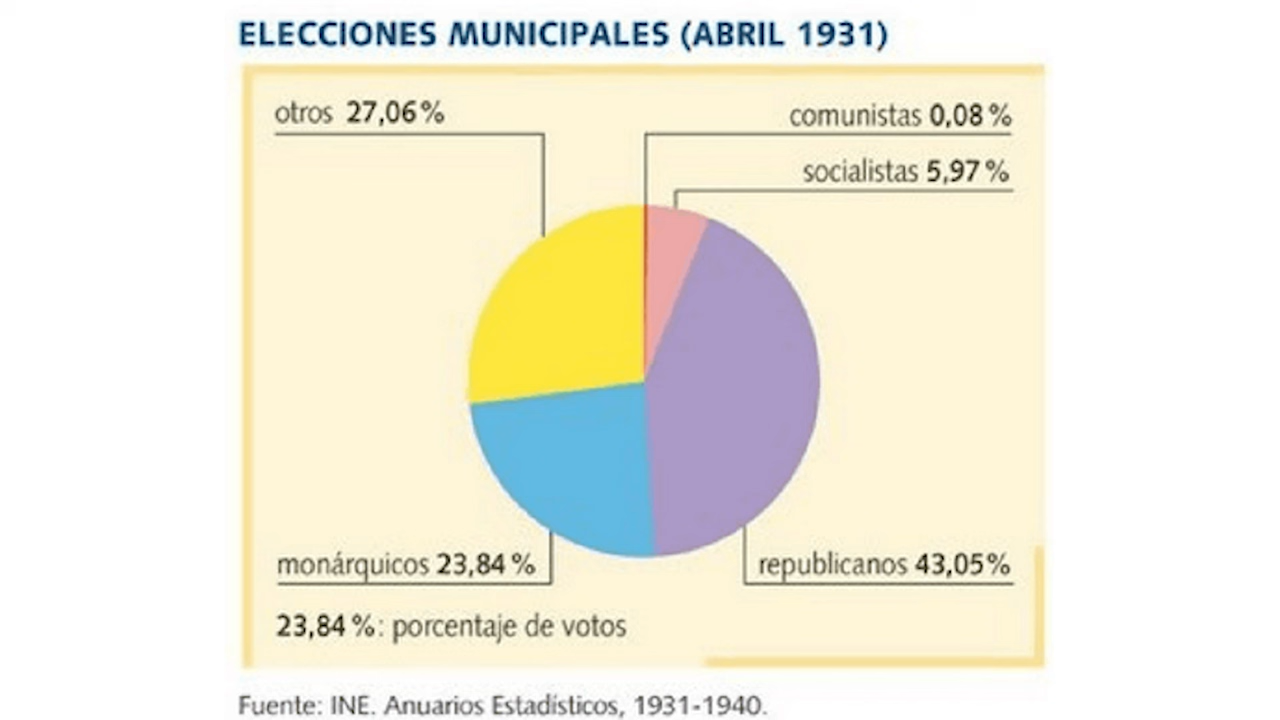 ELECCIONES MUNICIPALES (ABRIL 1931)
otros 27,06%
comunistas 0,08%
socialistas 5,97%
monárquicos 23,84%
republicanos 43,05%
23,84%: porcentaje de votos
Fuente: INE. Anuarios Estadísticos, 1931-1940.